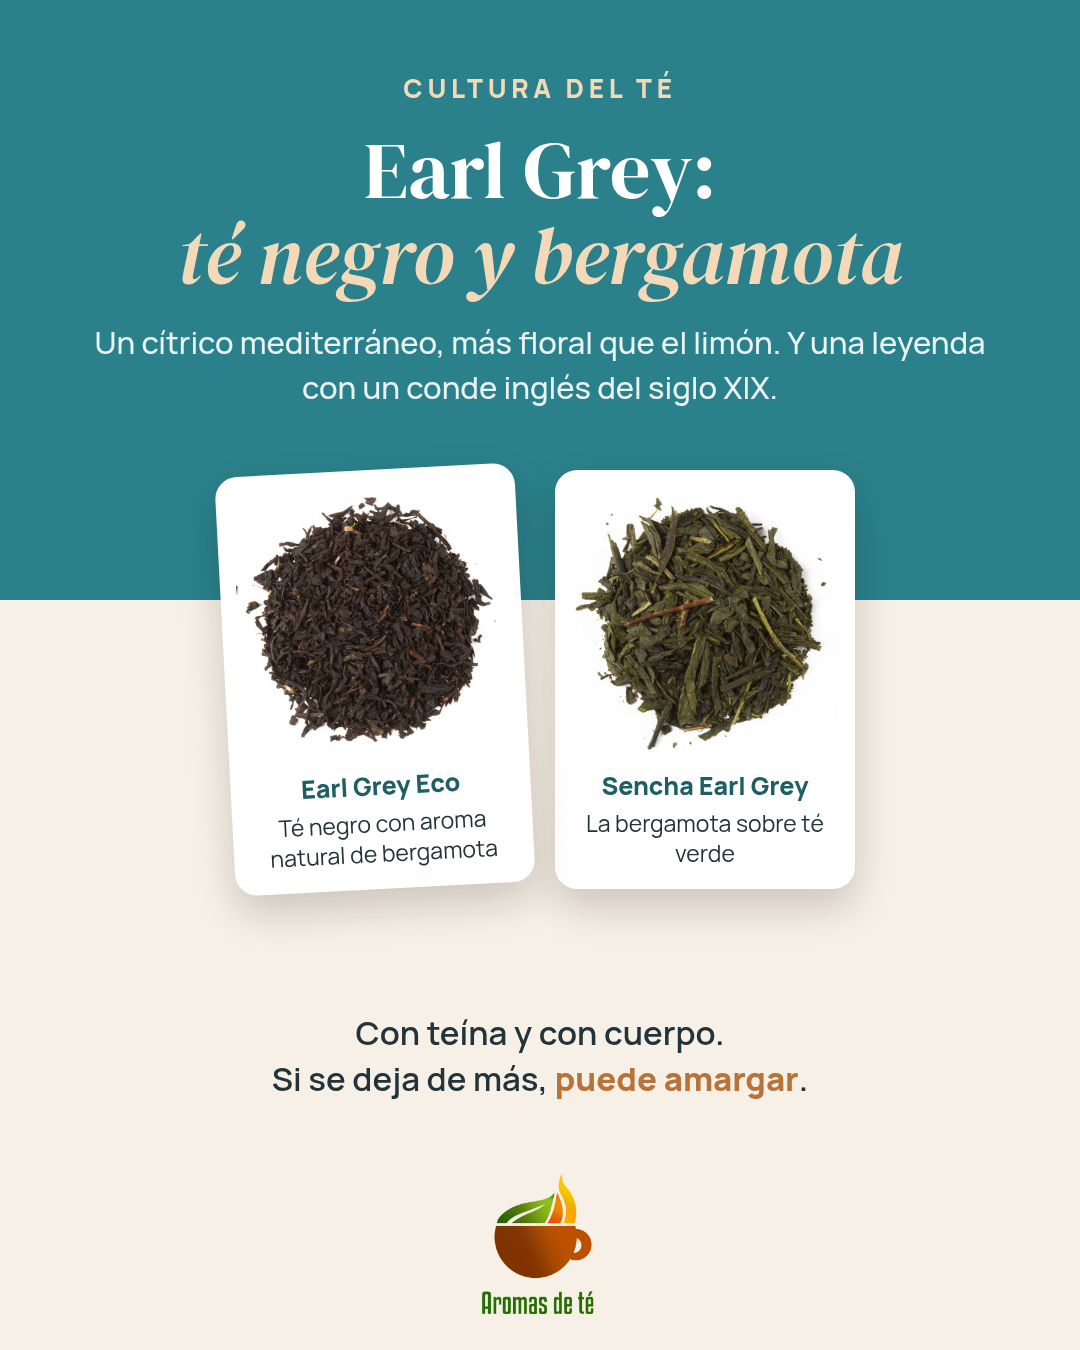 CULTURA DEL TÉ
Earl Grey:
té negro y bergamota
Un cítrico mediterráneo, más floral que el limón. Y una leyenda
con un conde inglés del siglo XIX.
Earl Grey Eco
Té negro con aroma
natural de bergamota
Sencha Earl Grey
La bergamota sobre té
verde
Con teína y con cuerpo.
Si se deja de más, puede amargar.
Aromas de té